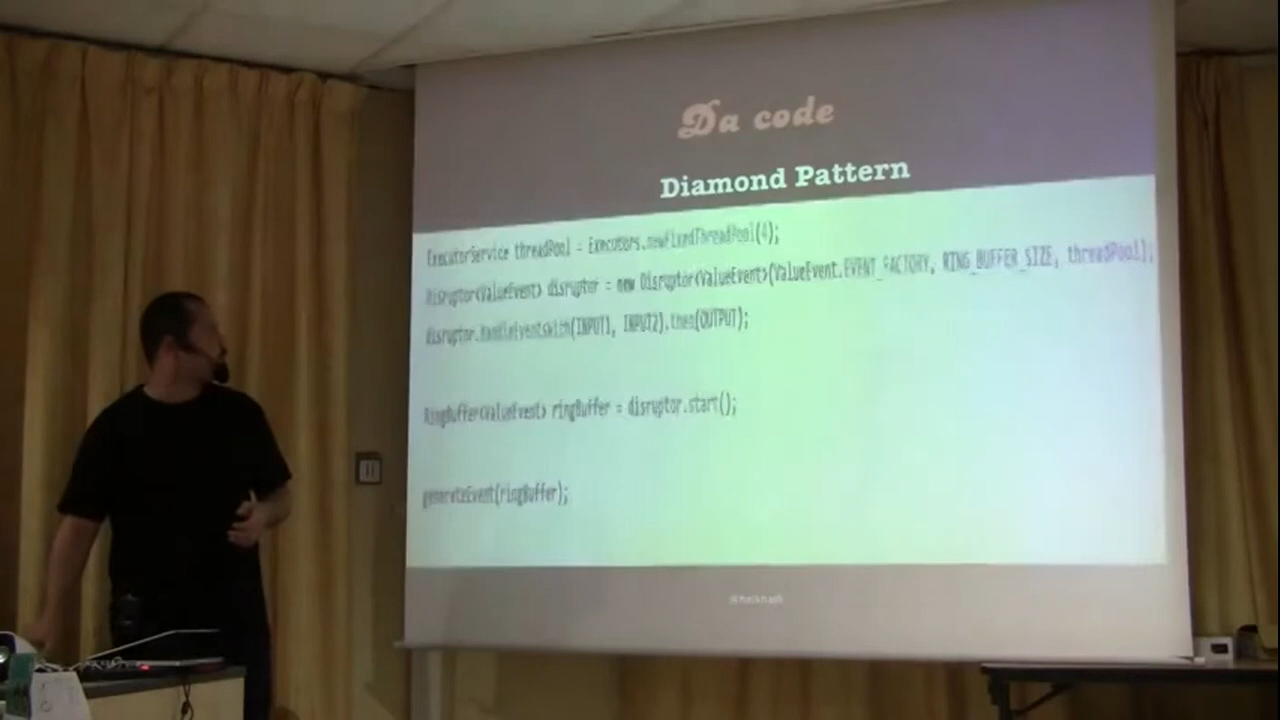 Da code
Diamond Pattern
ExecutorService threadPool = Executors.newFixedThreadPool(4);
Disruptor<ValueEvent> disruptor = new Disruptor<ValueEvent>(ValueEvent.EVENT_FACTORY, RING_BUFFER_SIZE, threadPool);
disruptor.handleEventsWith(INPUT1, INPUT2).then(OUTPUT);
RingBuffer<ValueEvent> ringBuffer = disruptor.start();
generateEvent(ringBuffer);